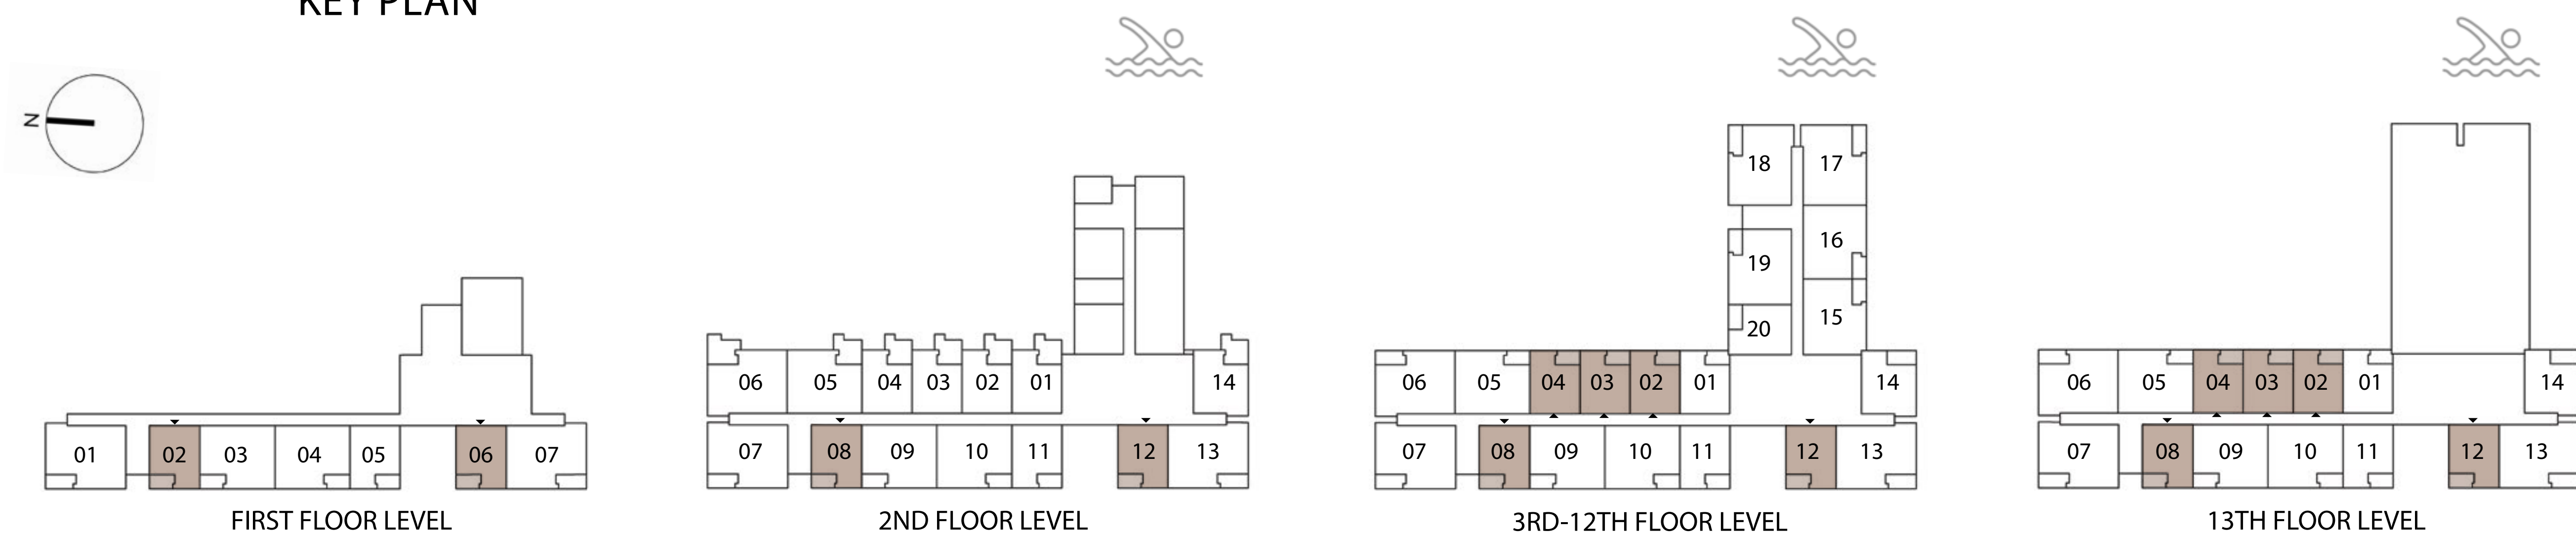 KEY PLAN
N
18 17
16
19
15
20
06 05 04 03 02 01 14
06 05 04 03 02 01 14
06 05 04 03 02 01 14
01 02 03 04 05 06 07
07 08 09 10 11 12 13
07 08 09 10 11 12 13
07 08 09 10 11 12 13
FIRST FLOOR LEVEL
2ND FLOOR LEVEL
3RD-12TH FLOOR LEVEL
13TH FLOOR LEVEL